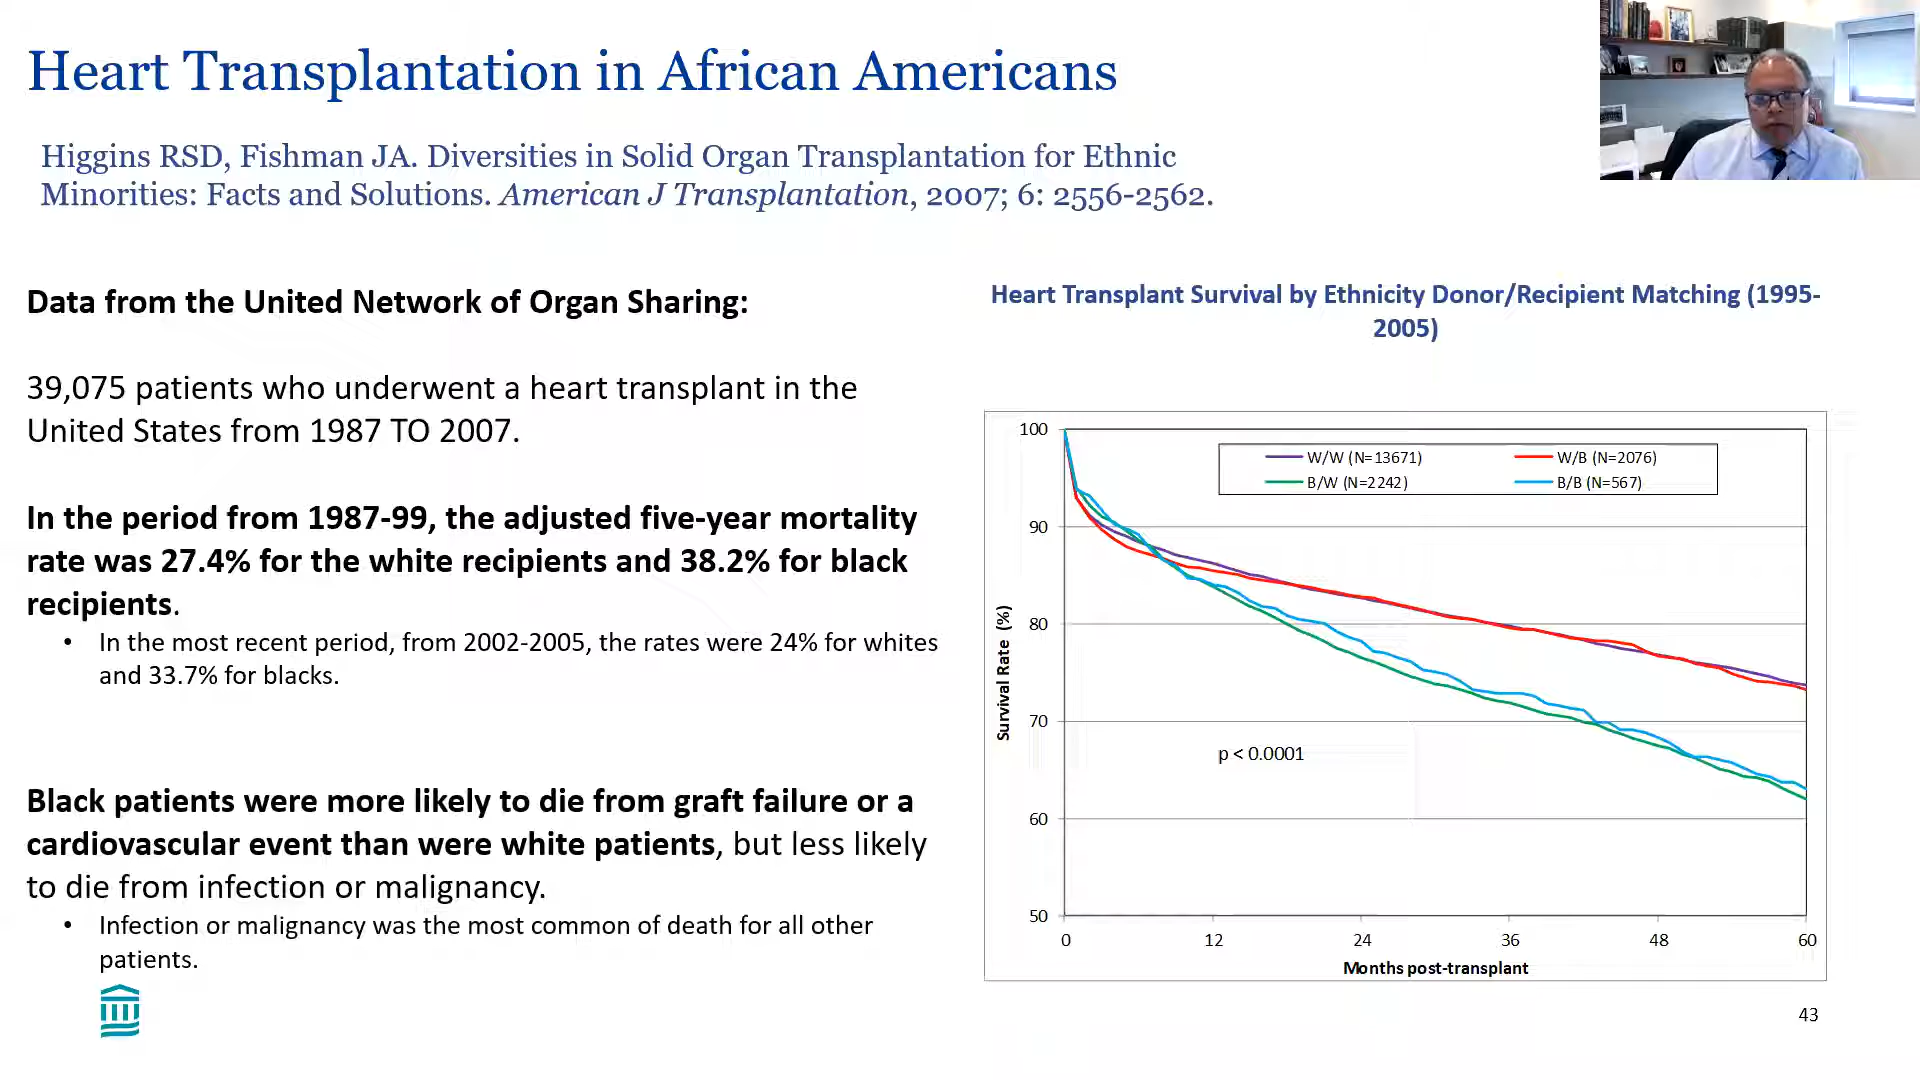 Heart Transplantation in African Americans
Higgins RSD, Fishman JA. Diversities in Solid Organ Transplantation for Ethnic
Minorities: Facts and Solutions. American J Transplantation, 2007; 6: 2556-2562.
Data from the United Network of Organ Sharing:
39,075 patients who underwent a heart transplant in the
United States from 1987 TO 2007.
In the period from 1987-99, the adjusted five-year mortality
rate was 27.4% for the white recipients and 38.2% for black
recipients.
• In the most recent period, from 2002-2005, the rates were 24% for whites
and 33.7% for blacks.
Black patients were more likely to die from graft failure or a
cardiovascular event than were white patients, but less likely
to die from infection or malignancy.
• Infection or malignancy was the most common of death for all other
patients.
Heart Transplant Survival by Ethnicity Donor/Recipient Matching (1995-
2005)
W/W (N=13671)
W/B (N=2076)
B/W (N=2242)
B/B (N=567)
100
90
80
70
60
50
Survival Rate (%)
p < 0.0001
0 12 24 36 48 60
Months post-transplant
43